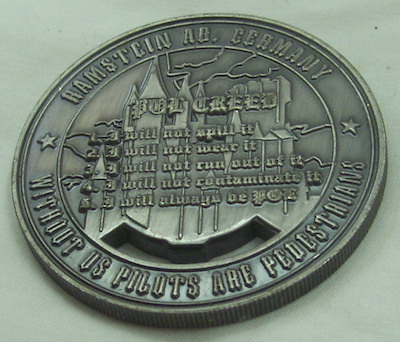 RAMSTEIN AB, GERMANY
POL CREED
1. I will not spill it
2. I will not wear it
3. I will not run out of it
4. I will not contaminate it
5. I will always be POL
WITHOUT US PILOTS ARE PEDESTRIANS